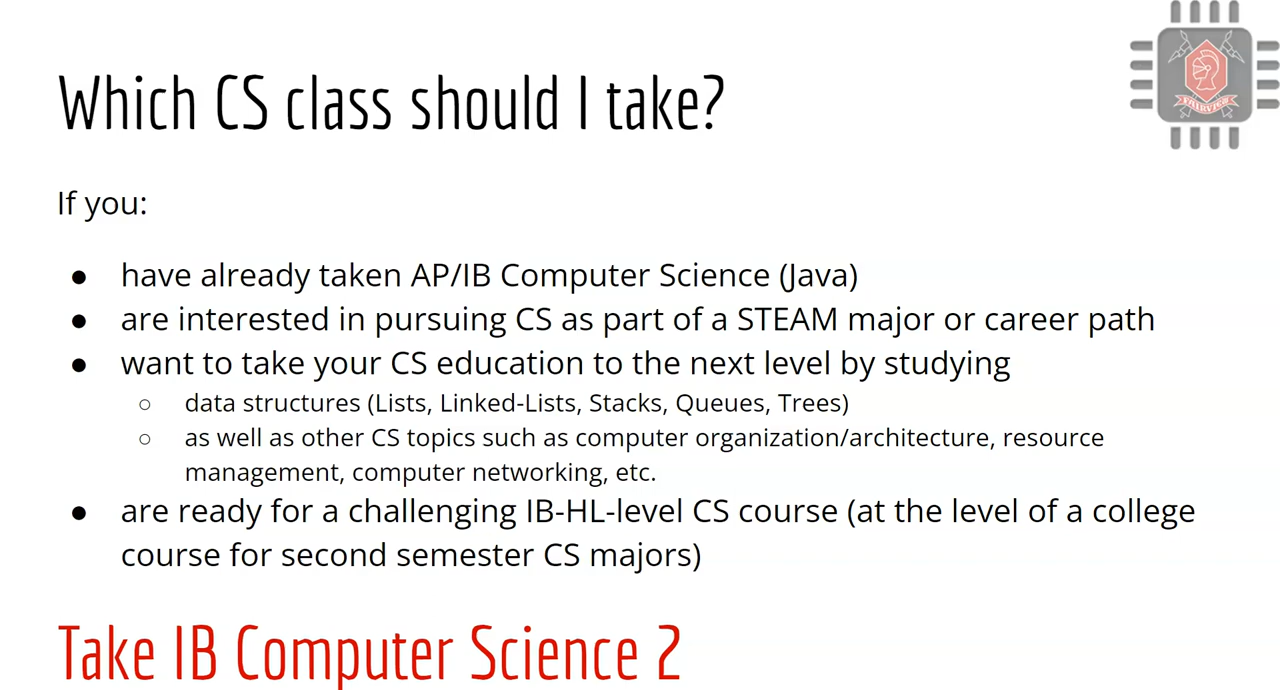 Which CS class should I take?
If you:
● have already taken AP/IB Computer Science (Java)
● are interested in pursuing CS as part of a STEAM major or career path
● want to take your CS education to the next level by studying
○ data structures (Lists, Linked-Lists, Stacks, Queues, Trees)
○ as well as other CS topics such as computer organization/architecture, resource
management, computer networking, etc.
● are ready for a challenging IB-HL-level CS course (at the level of a college
course for second semester CS majors)
Take IB Computer Science 2